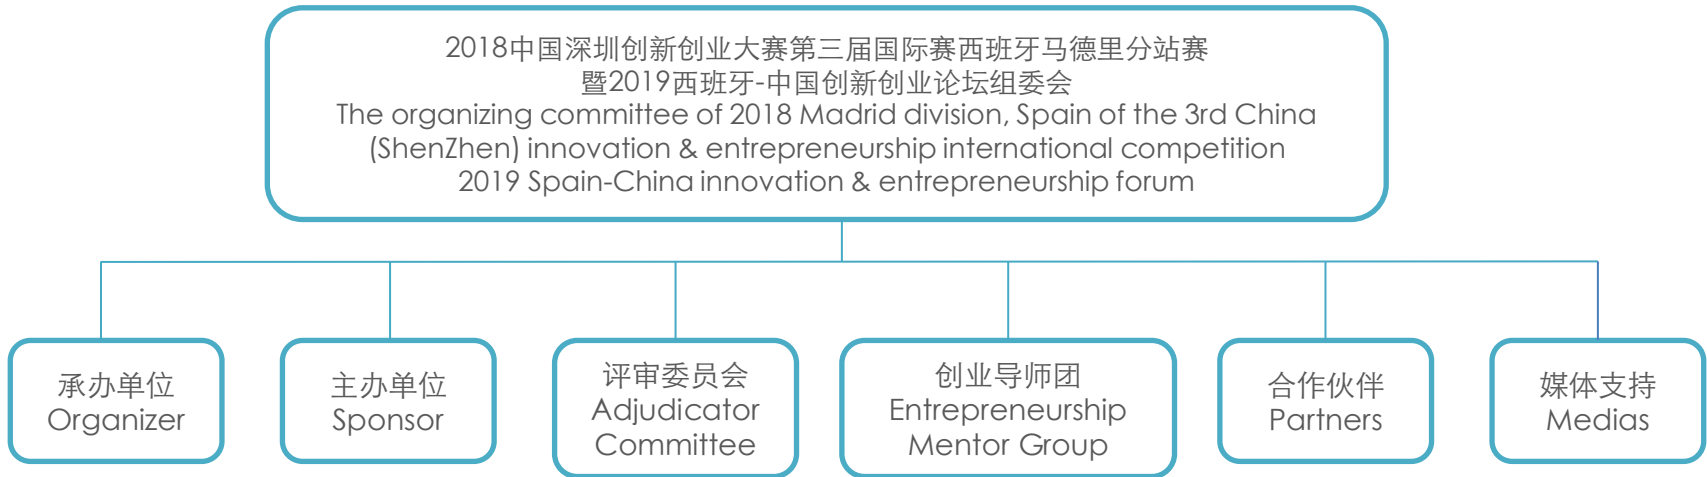 2018中国深圳创新创业大赛第三届国际赛西班牙马德里分站赛
暨2019西班牙-中国创新创业论坛组委会
The organizing committee of 2018 Madrid division, Spain of the 3rd China
(ShenZhen) innovation & entrepreneurship international competition
2019 Spain-China innovation & entrepreneurship forum
承办单位
Organizer
主办单位
Sponsor
评审委员会
Adjudicator
Committee
创业导师团
Entrepreneurship
Mentor Group
合作伙伴
Partners
媒体支持
Medias